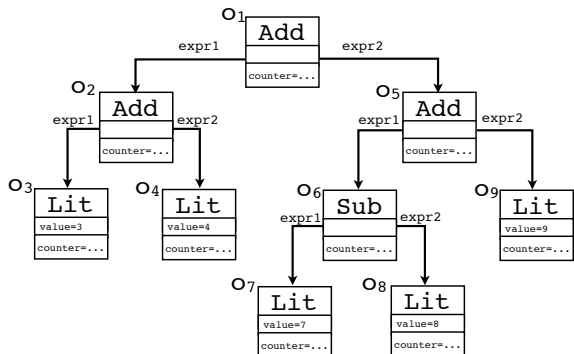 O1
Add
counter=...
expr1
expr2
O2
Add
counter=...
O5
Add
counter=...
expr1
expr2
expr1
expr2
O3
Lit
value=3
counter=...
O4
Lit
value=4
counter=...
O6
Sub
counter=...
O9
Lit
value=9
counter=...
expr1
expr2
O7
Lit
value=7
counter=...
O8
Lit
value=8
counter=...